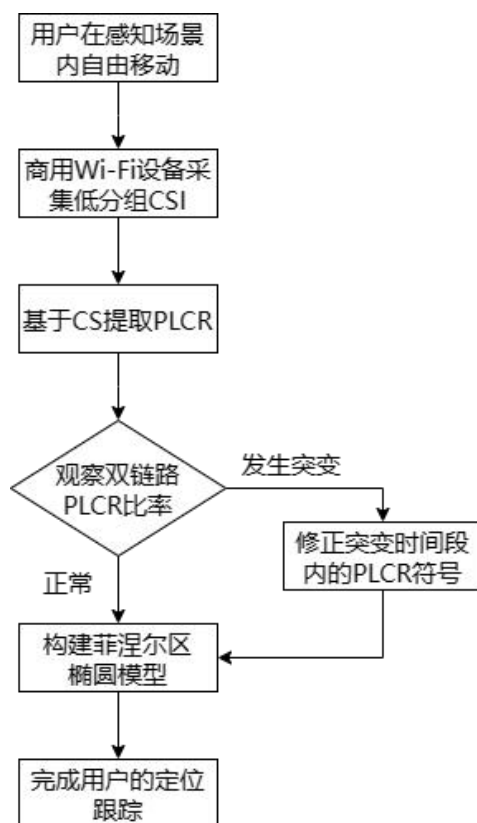 用户在感知场景
内自由移动
商用Wi-Fi设备采
集低分组CSI
基于CS提取PLCR
观察双链路
PLCR比率
发生突变
修正突变时间段
内的PLCR符号
正常
构建菲涅尔区
椭圆模型
完成用户的定位
跟踪